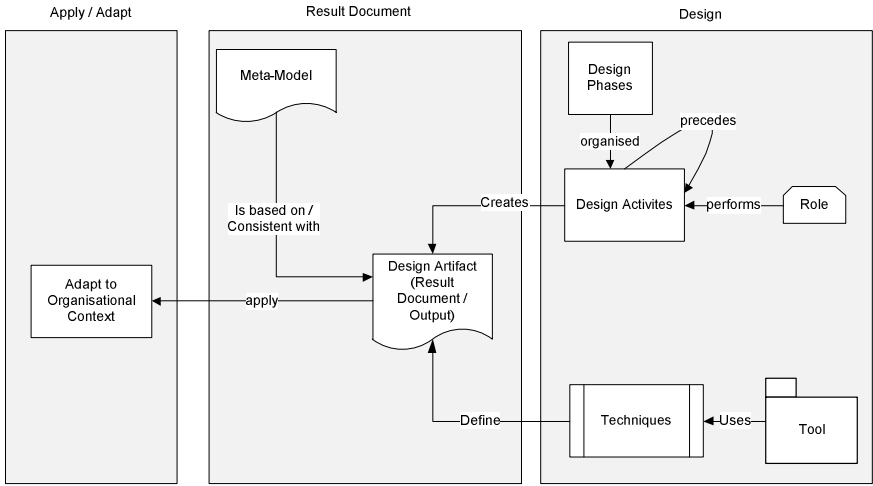 Apply / Adapt
Result Document
Design
Meta-Model
Design
Phases
precedes
organised
Is based on /
Consistent with
Creates
Design Activites
performs
Role
Adapt to
Organisational
Context
apply
Design Artifact
(Result
Document /
Output)
Define
Techniques
Uses
Tool